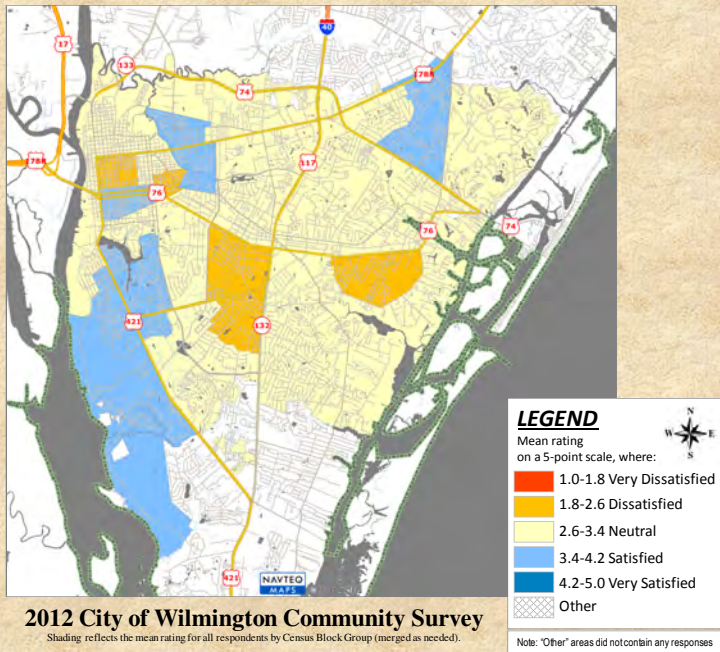 40
17
133
74
17BR
117
17BR
76
76
74
421
132
421
NAVTEQ
MAPS
LEGEND
N
W E
S
Mean rating
on a 5-point scale, where:
1.0-1.8 Very Dissatisfied
1.8-2.6 Dissatisfied
2.6-3.4 Neutral
3.4-4.2 Satisfied
4.2-5.0 Very Satisfied
Other
2012 City of Wilmington Community Survey
Shading reflects the mean rating for all respondents by Census Block Group (merged as needed).
Note: "Other" areas did not contain any responses